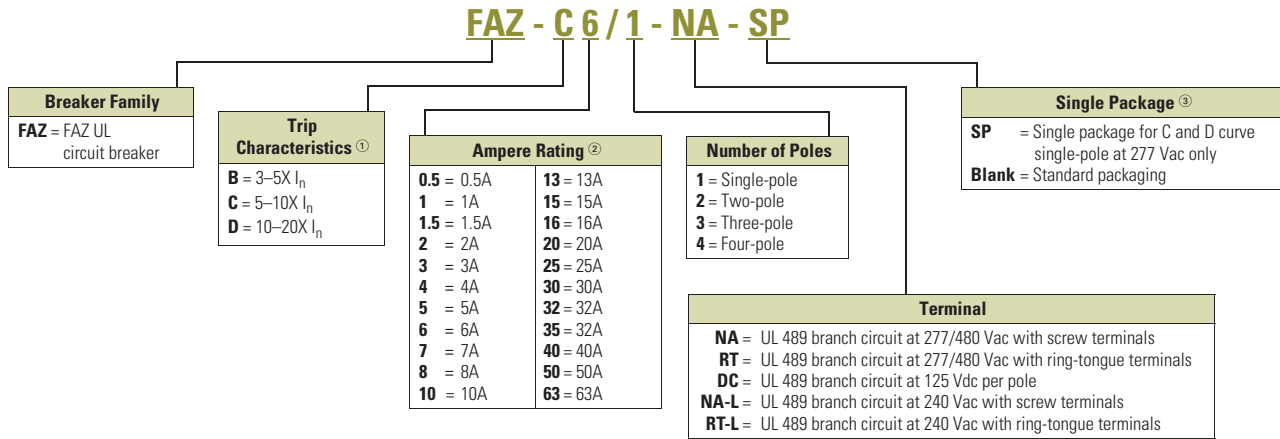 FAZ - C 6 / 1 - NA - SP
Breaker Family
FAZ = FAZ UL
circuit breaker
Trip
Characteristics ①
B = 3–5X In
C = 5–10X In
D = 10–20X In
Ampere Rating ②
0.5 = 0.5A
1 = 1A
1.5 = 1.5A
2 = 2A
3 = 3A
4 = 4A
5 = 5A
6 = 6A
7 = 7A
8 = 8A
10 = 10A
13 = 13A
15 = 15A
16 = 16A
20 = 20A
25 = 25A
30 = 30A
32 = 32A
35 = 32A
40 = 40A
50 = 50A
63 = 63A
Number of Poles
1 = Single-pole
2 = Two-pole
3 = Three-pole
4 = Four-pole
Terminal
NA = UL 489 branch circuit at 277/480 Vac with screw terminals
RT = UL 489 branch circuit at 277/480 Vac with ring-tongue terminals
DC = UL 489 branch circuit at 125 Vdc per pole
NA-L = UL 489 branch circuit at 240 Vac with screw terminals
RT-L = UL 489 branch circuit at 240 Vac with ring-tongue terminals
Single Package ③
SP = Single package for C and D curve
single-pole at 277 Vac only
Blank = Standard packaging